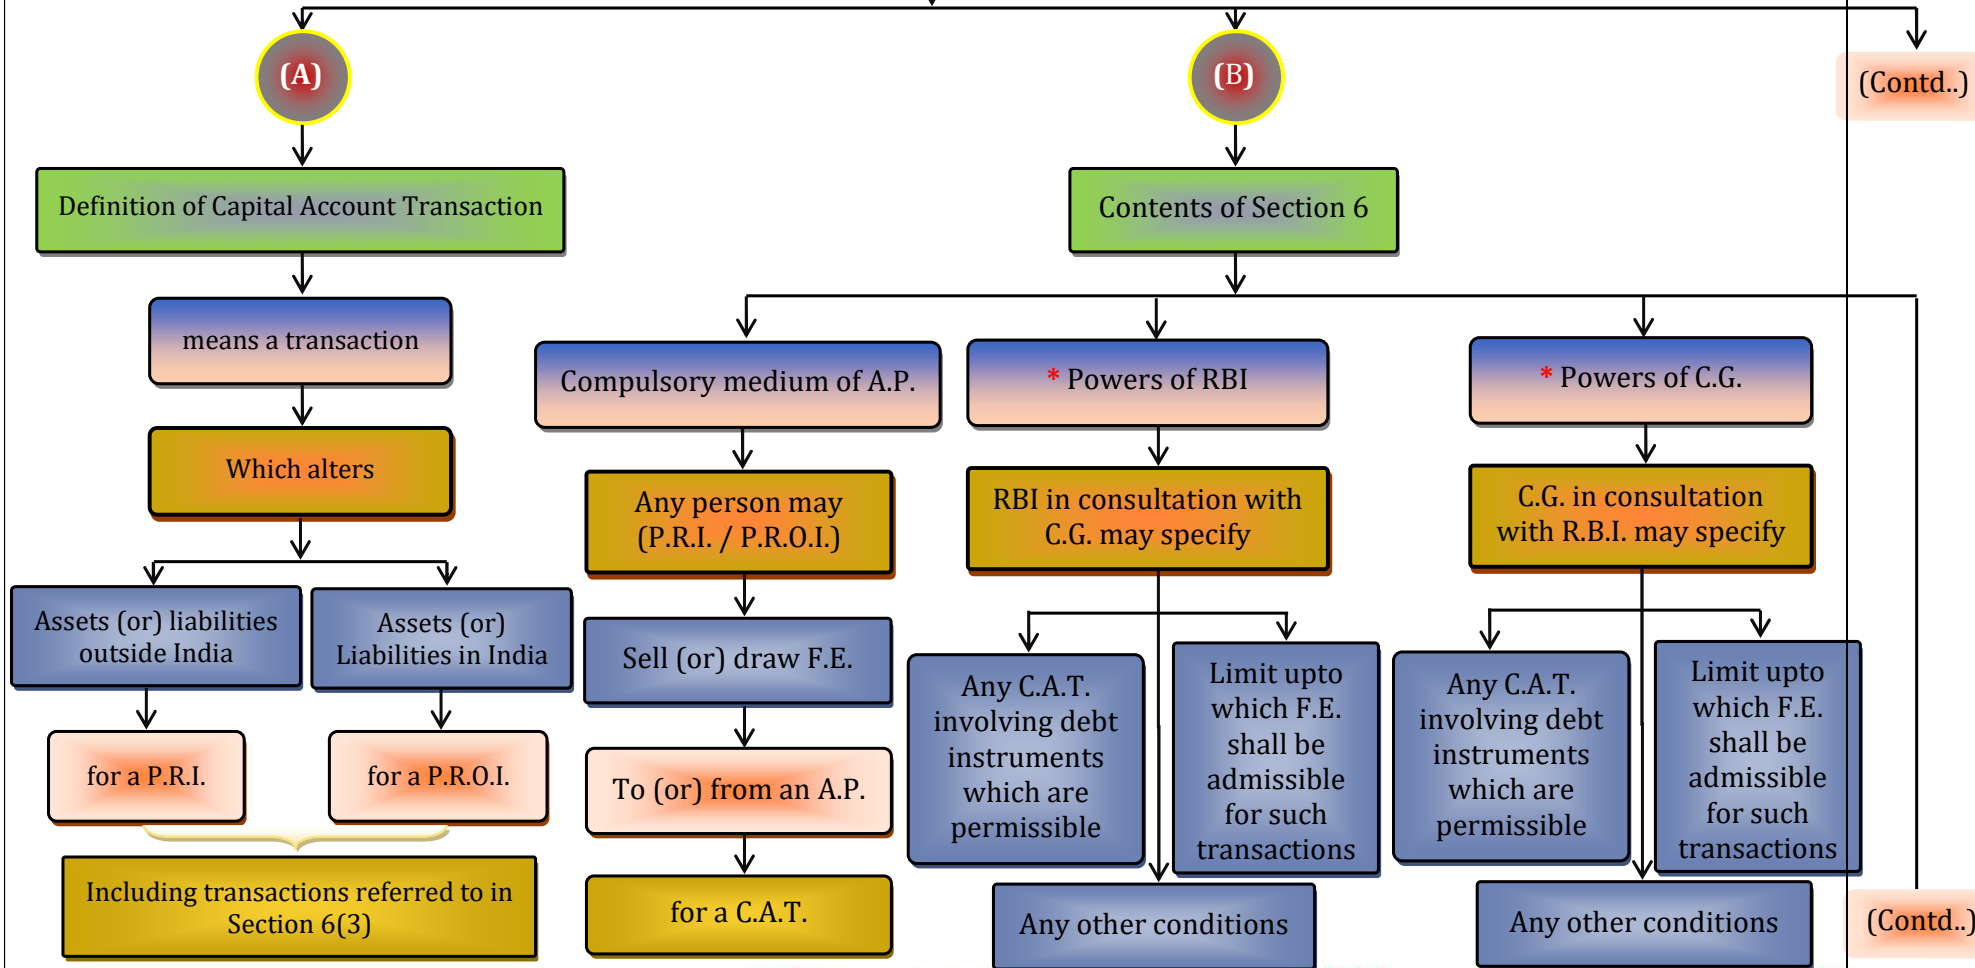 (A)
(B)
(Contd..)
Definition of Capital Account Transaction
means a transaction
Which alters
Assets (or) liabilities
outside India
for a P.R.I.
Assets (or)
Liabilities in India
for a P.R.O.I.
Including transactions referred to in
Section 6(3)
Contents of Section 6
Compulsory medium of A.P.
Any person may
(P.R.I. / P.R.O.I.)
Sell (or) draw F.E.
To (or) from an A.P.
for a C.A.T.
* Powers of RBI
RBI in consultation with
C.G. may specify
Any C.A.T.
involving debt
instruments
which are
permissible
Limit upto
which F.E.
shall be
admissible
for such
transactions
Any other conditions
* Powers of C.G.
C.G. in consultation
with R.B.I. may specify
Any C.A.T.
involving debt
instruments
which are
permissible
Limit upto
which F.E.
shall be
admissible
for such
transactions
Any other conditions
(Contd..)